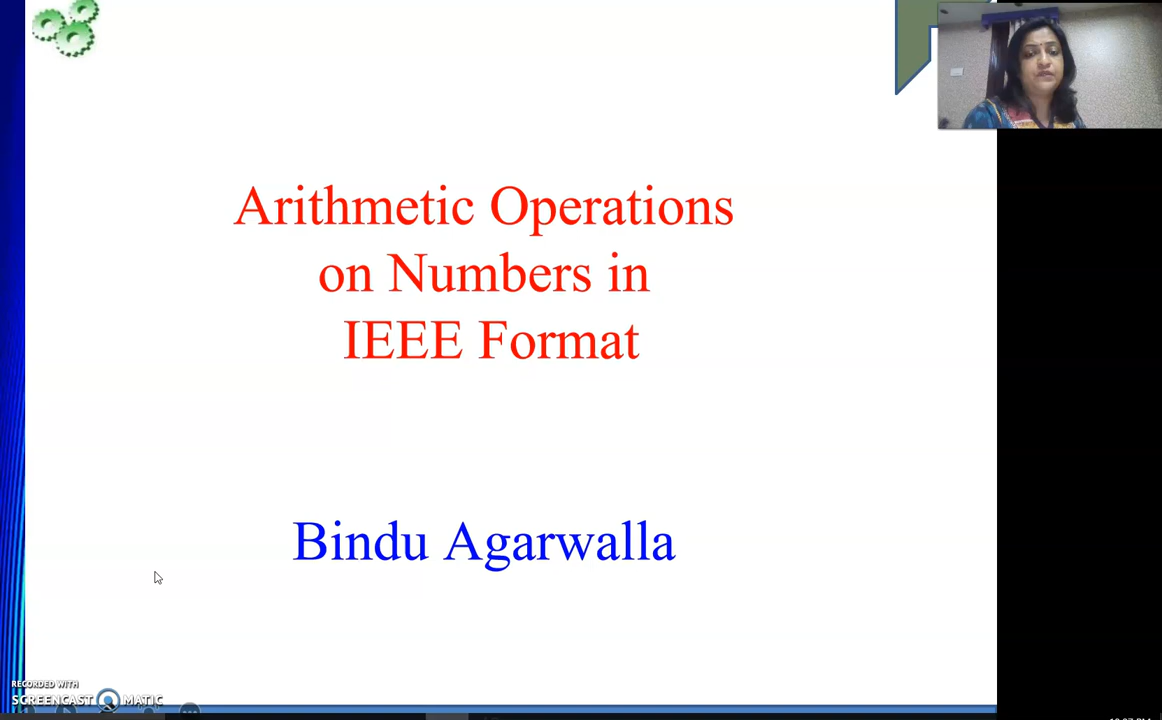 Arithmetic Operations
on Numbers in
IEEE Format
Bindu Agarwalla
RECORDED WITH
SCREENCAST MATIC